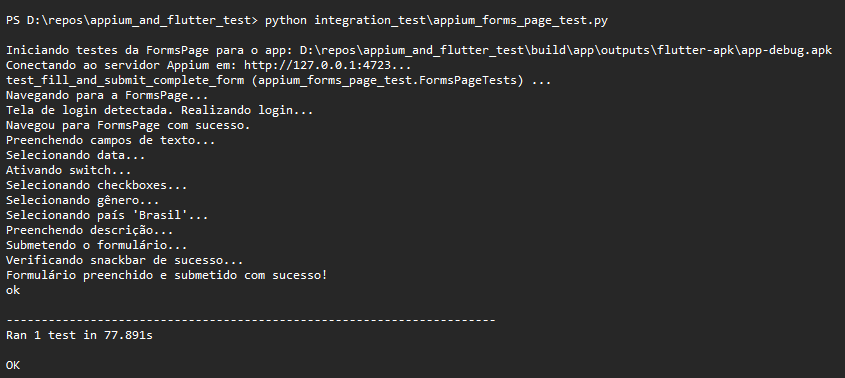 PS D:\repos\appium_and_flutter_test> python integration_test\appium_forms_page_test.py
Iniciando testes da FormsPage para o app: D:\repos\appium_and_flutter_test\build\app\outputs\flutter-apk\app-debug.apk
Conectando ao servidor Appium em: http://127.0.0.1:4723...
test_fill_and_submit_complete_form (appium_forms_page_test.FormsPageTests) ...
Navegando para a FormsPage...
Tela de login detectada. Realizando login...
Navegou para FormsPage com sucesso.
Preenchendo campos de texto...
Selecionando data...
Ativando switch...
Selecionando checkboxes...
Selecionando gênero...
Selecionando país 'Brasil'...
Preenchendo descrição...
Submetendo o formulário...
Verificando snackbar de sucesso...
Formulário preenchido e submetido com sucesso!
ok
----------------------------------------------------------------------
Ran 1 test in 77.891s
OK